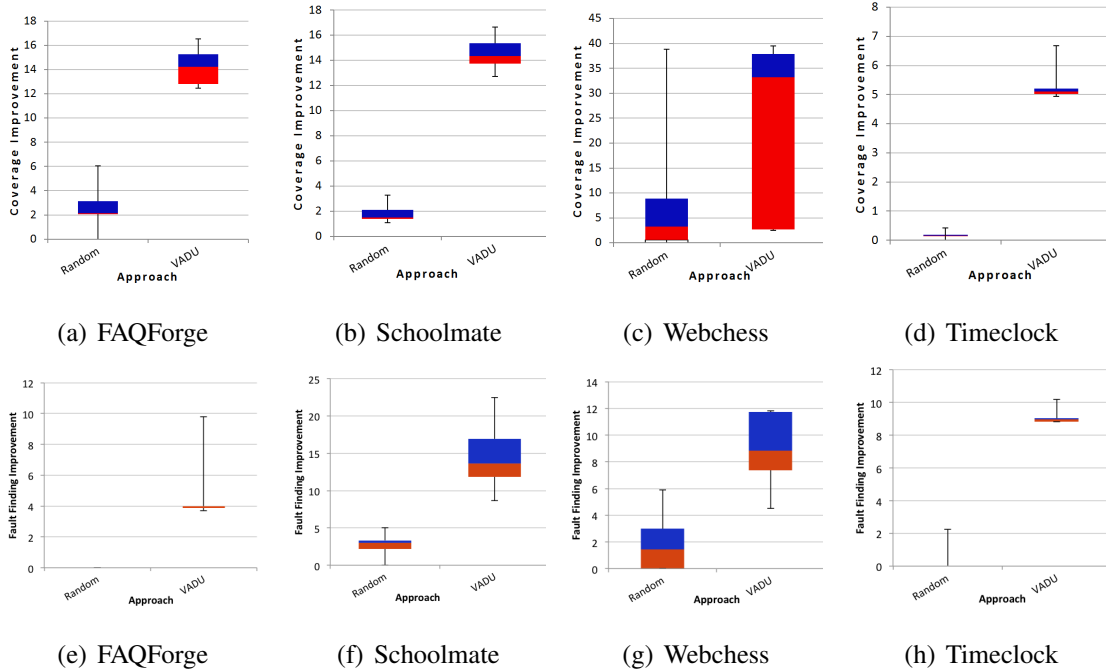 18
16
14
12
10
8
6
4
2
0
Coverage Improvement
Random
VADU
Approach
(a) FAQForge
18
16
14
12
10
8
6
4
2
0
Coverage Improvement
Random
VADU
Approach
(b) Schoolmate
45
40
35
30
25
20
15
10
5
0
Coverage Imporvement
Random
VADU
Approach
(c) Webchess
8
7
6
5
4
3
2
1
0
Coverage Improvement
Random
VADU
Approach
(d) Timeclock
12
10
8
6
4
2
0
Fault Finding Improvement
Random
VADU
Approach
(e) FAQForge
25
20
15
10
5
0
Fault Finding Improvement
Random
VADU
Approach
(f) Schoolmate
14
12
10
8
6
4
2
0
Fault Finding Improvement
Random
VADU
Approach
(g) Webchess
12
10
8
6
4
2
0
Fault Finding Improvement
Random
VADU
Approach
(h) Timeclock